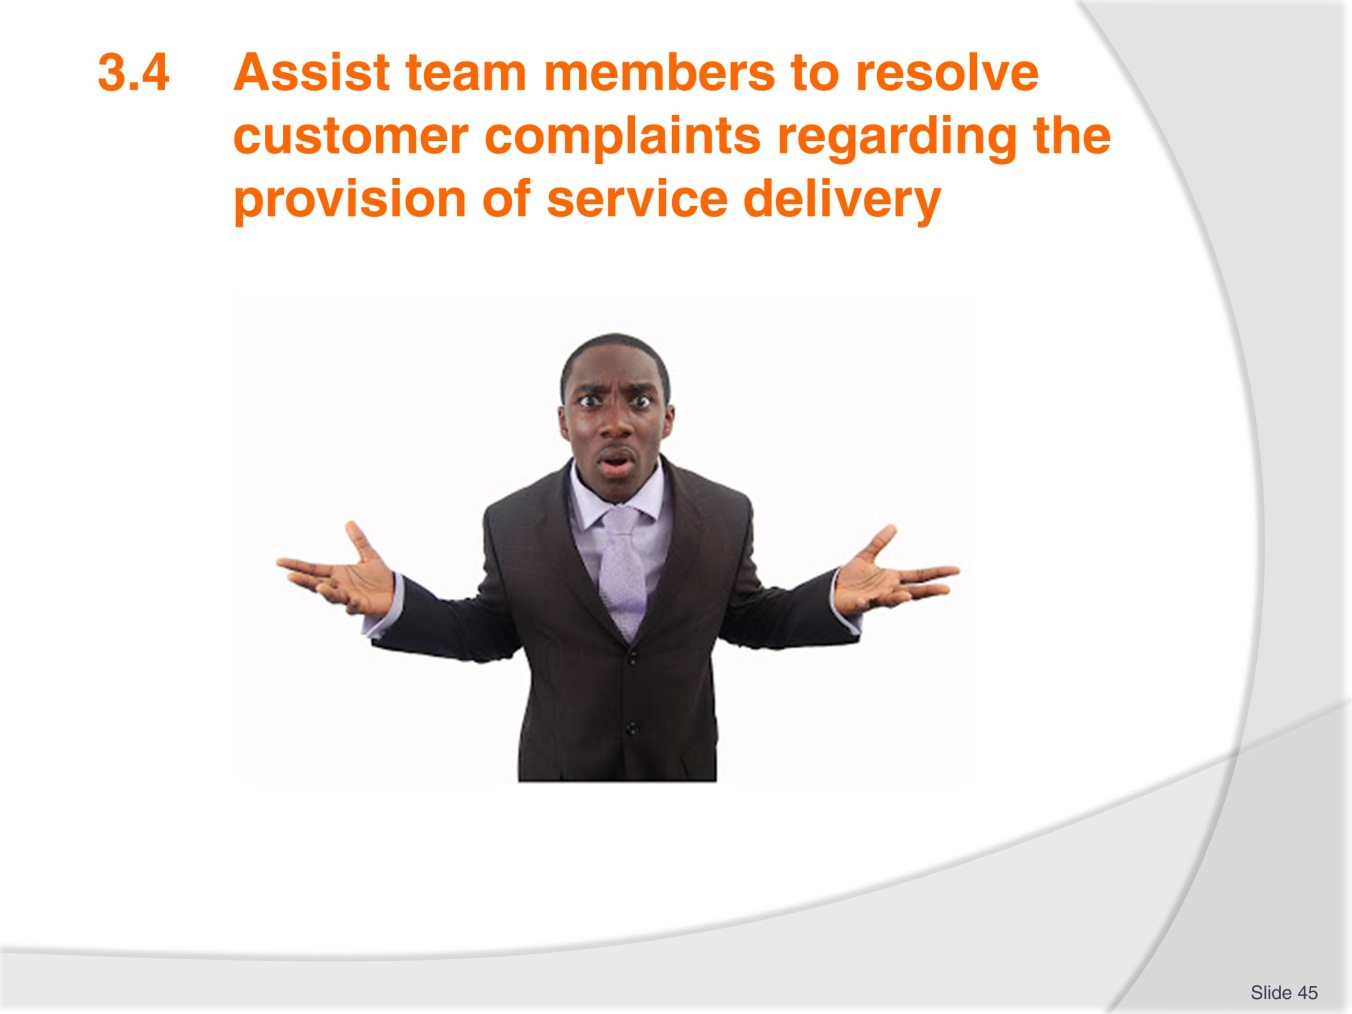 3.4 Assist team members to resolve
customer complaints regarding the
provision of service delivery
Slide 45